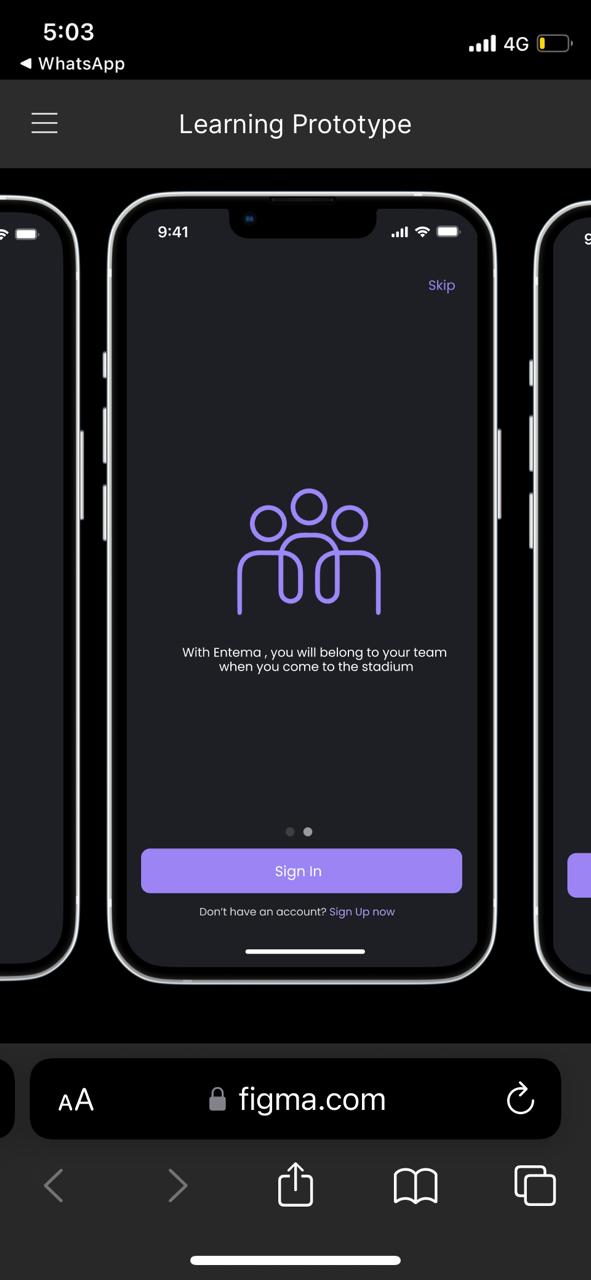 5:03
4G
◀ WhatsApp
Learning Prototype
9:41
Skip
With Entema , you will belong to your team
when you come to the stadium
Sign In
Don't have an account? Sign Up now
AA
figma.com